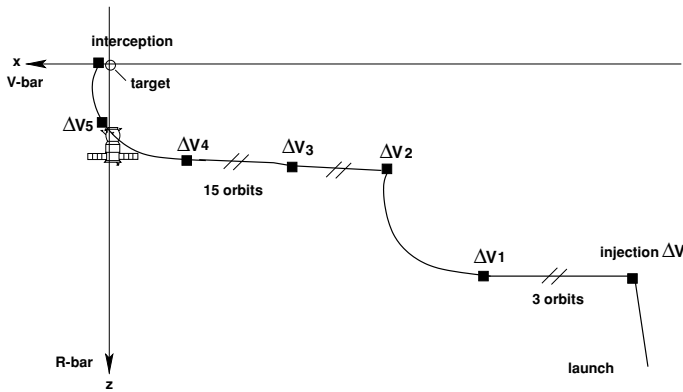 interception
x
V-bar
target
ΔV5
ΔV4
ΔV3
ΔV2
15 orbits
ΔV1
injection ΔV
3 orbits
R-bar
launch
z